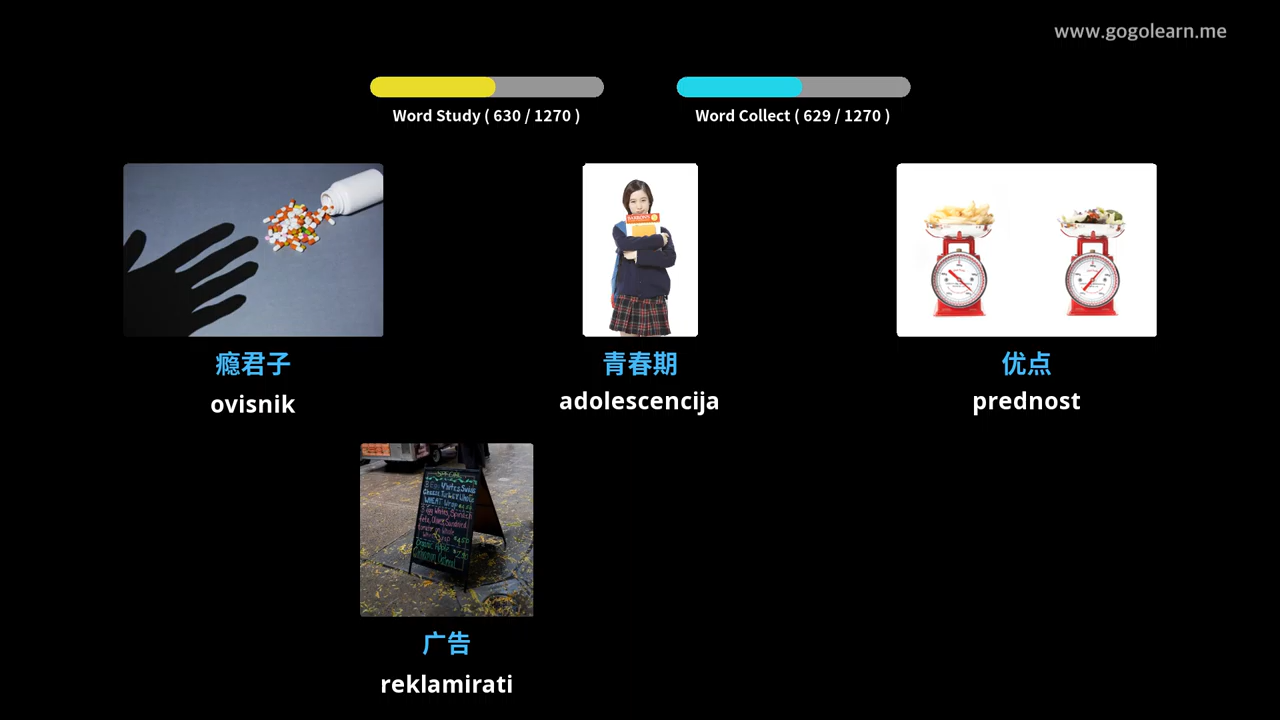 www.gogolearn.me
Word Study ( 630 / 1270 )
Word Collect ( 629 / 1270 )
瘾君子
青春期
优点
ovisnik
adolescencija
prednost
广告
reklamirati